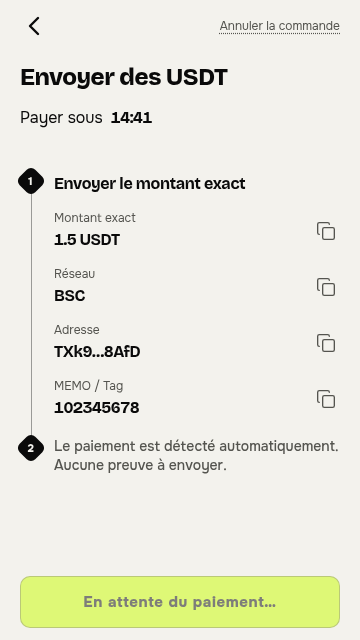 Annuler la commande
Envoyer des USDT
Payer sous 14:41
1
Envoyer le montant exact
Montant exact
1.5 USDT
Réseau
BSC
Adresse
TXk9...8AfD
MEMO / Tag
102345678
2
Le paiement est détecté automatiquement.
Aucune preuve à envoyer.
En attente du paiement...